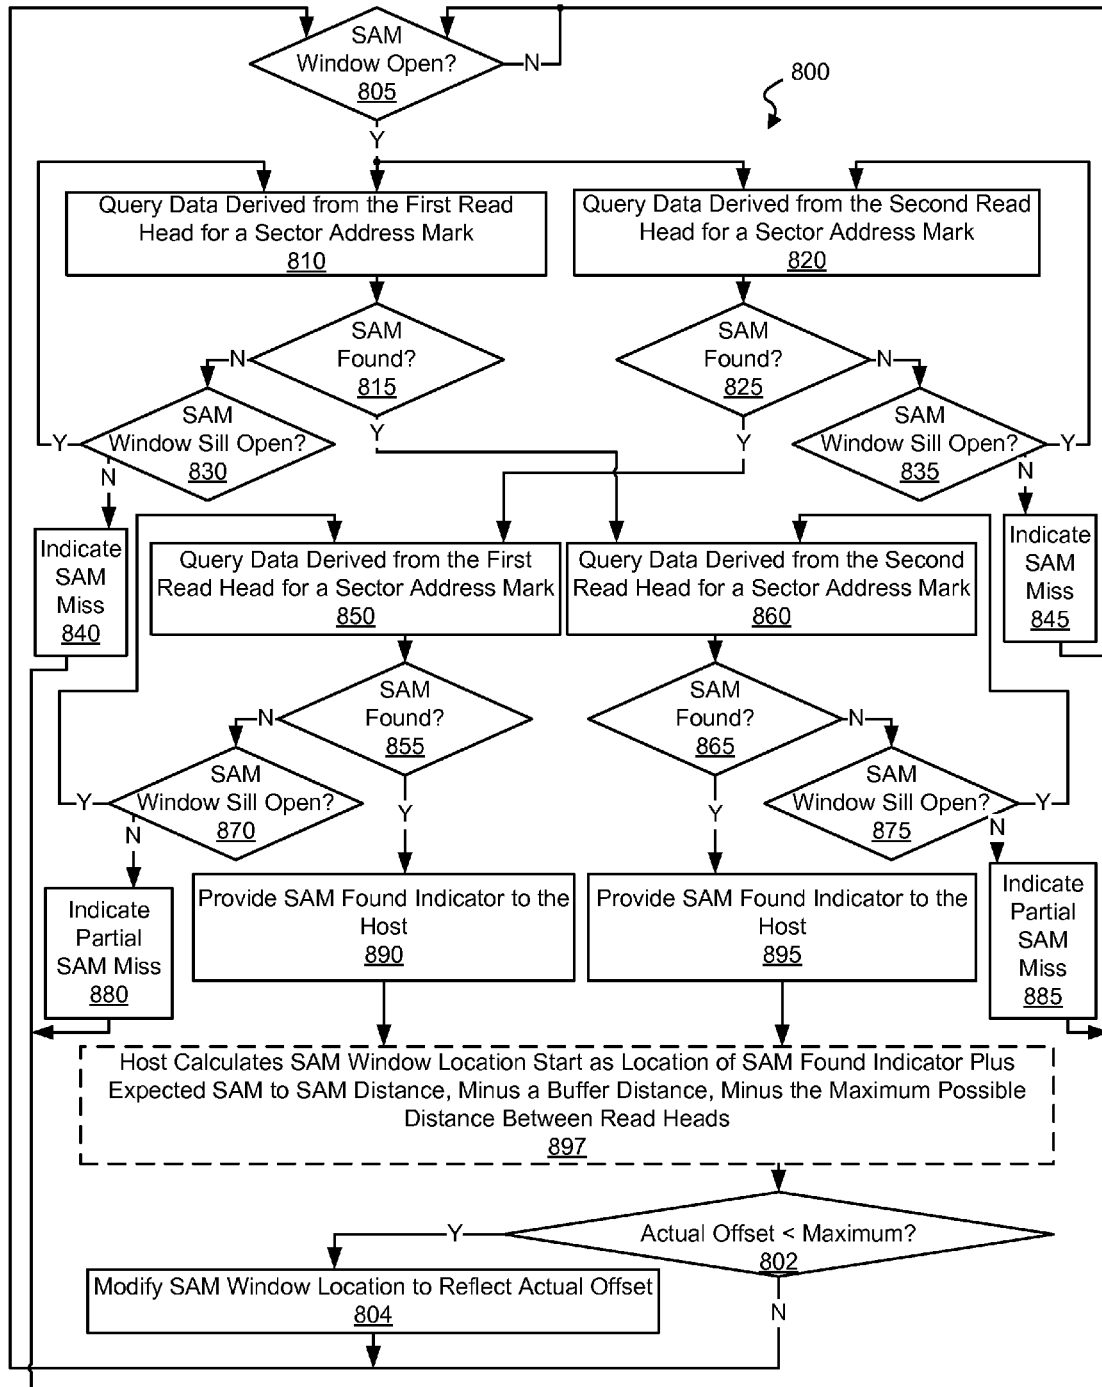 SAM
Window Open?
805
N
800
Y
Query Data Derived from the First Read
Head for a Sector Address Mark
810
Query Data Derived from the Second Read
Head for a Sector Address Mark
820
SAM
Found?
815
N
Y
SAM
Found?
825
N
Y
SAM
Window Sill Open?
830
Y
N
SAM
Window Sill Open?
835
Y
N
Indicate
SAM
Miss
840
Query Data Derived from the First
Read Head for a Sector Address Mark
850
Query Data Derived from the Second
Read Head for a Sector Address Mark
860
Indicate
SAM
Miss
845
SAM
Found?
855
N
Y
SAM
Found?
865
N
Y
SAM
Window Sill Open?
870
Y
N
SAM
Window Sill Open?
875
Y
N
Indicate
Partial
SAM Miss
880
Provide SAM Found Indicator to the
Host
890
Provide SAM Found Indicator to the
Host
895
Indicate
Partial
SAM
Miss
885
Host Calculates SAM Window Location Start as Location of SAM Found Indicator Plus
Expected SAM to SAM Distance, Minus a Buffer Distance, Minus the Maximum Possible
Distance Between Read Heads
897
Actual Offset < Maximum?
802
Y
N
Modify SAM Window Location to Reflect Actual Offset
804